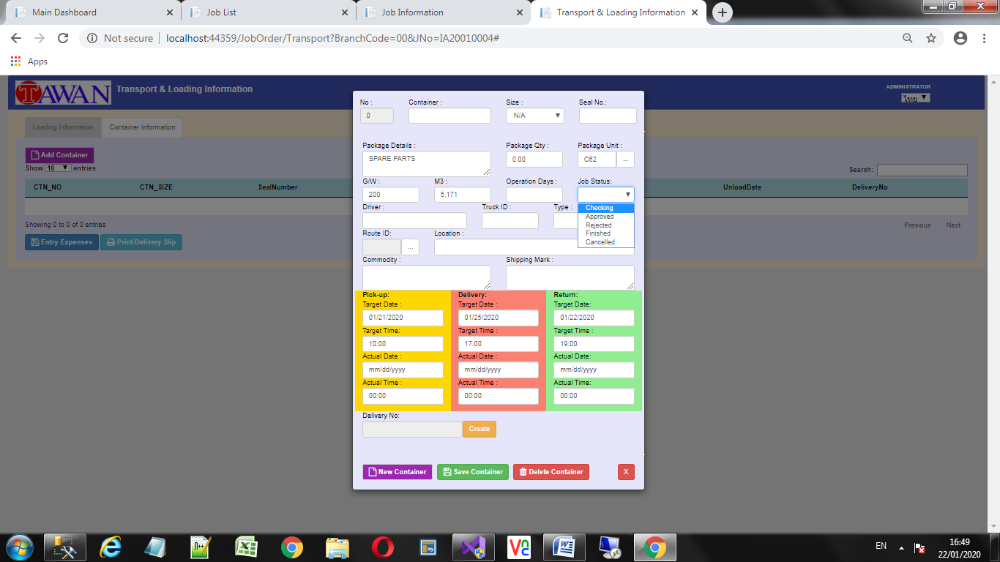 Main Dashboard
Job List
Job Information
Transport & Loading Information
Not secure
localhost:44359/JobOrder/Transport?BranchCode=00&JNo=IA20010004#
Apps
TAWAN
Transport & Loading Information
ADMINISTRATOR
ไทย
Loading Information
Container Information
Add Container
Show 10 entries
Search:
CTN_NO
CTN_SIZE
SealNumber
UnloadDate
DeliveryNo
Showing 0 to 0 of 0 entries
Previous
Next
Entry Expenses
Print Delivery Slip
No :
Container :
Size :
Seal No.:
0
N/A
Package Details :
Package Qty :
Package Unit :
SPARE PARTS
0.00
C62
...
G/W :
M3 :
Operation Days :
Job Status:
200
5.171
Checking
Approved
Rejected
Finished
Cancelled
Driver :
Truck ID :
Type :
Route ID:
Location :
...
Commodity :
Shipping Mark :
Pick-up:
Delivery:
Return:
Target Date :
Target Date :
Target Date:
01/21/2020
01/25/2020
01/22/2020
Target Time:
Target Time :
Target Time :
10:00
17:00
19:00
Actual Date :
Actual Date :
Actual Date:
mm/dd/yyyy
mm/dd/yyyy
mm/dd/yyyy
Actual Time :
Actual Time :
Actual Time:
00:00
00:00
00:00
Delivery No:
Create
New Container
Save Container
Delete Container
X
EN
16:49
22/01/2020